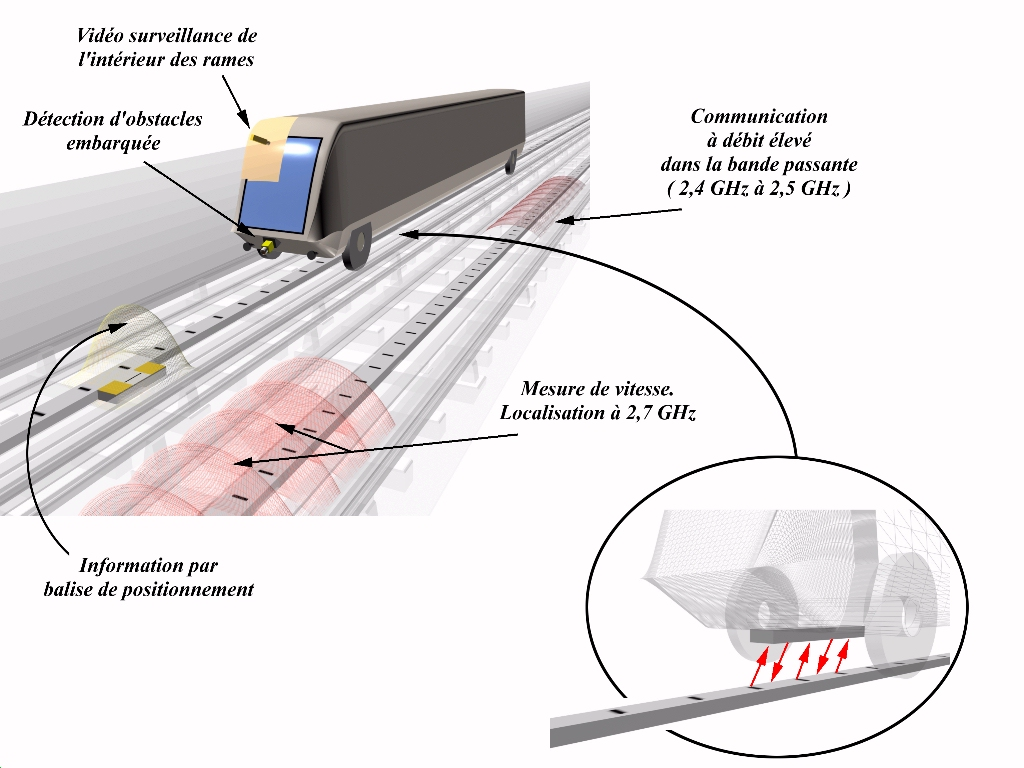 Vidéo surveillance de
l'intérieur des rames
Détection d'obstacles
embarquée
Communication
à débit élevé
dans la bande passante
( 2,4 GHz à 2,5 GHz )
Mesure de vitesse.
Localisation à 2,7 GHz
Information par
balise de positionnement